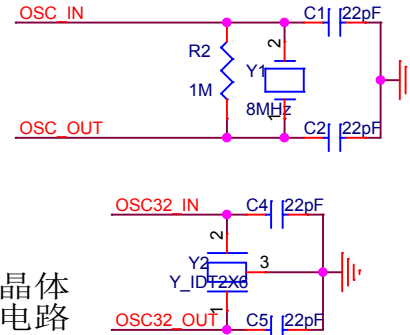 OSC_IN
C1 22pF
R2
1M
2
Y1
8MHz
1
OSC_OUT
C2 22pF
OSC32_IN
C4 22pF
2
Y2
3
Y_IDT2X6
1
OSC32_OUT
C5 22pF
晶体
电路